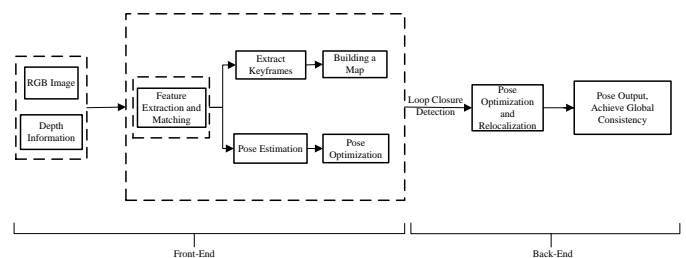 RGB Image
Depth
Information
Feature
Extraction and
Matching
Extract
Keyframes
Building a
Map
Pose Estimation
Pose
Optimization
Loop Closure
Detection
Pose
Optimization
and
Relocalization
Pose Output,
Achieve Global
Consistency
Front-End
Back-End